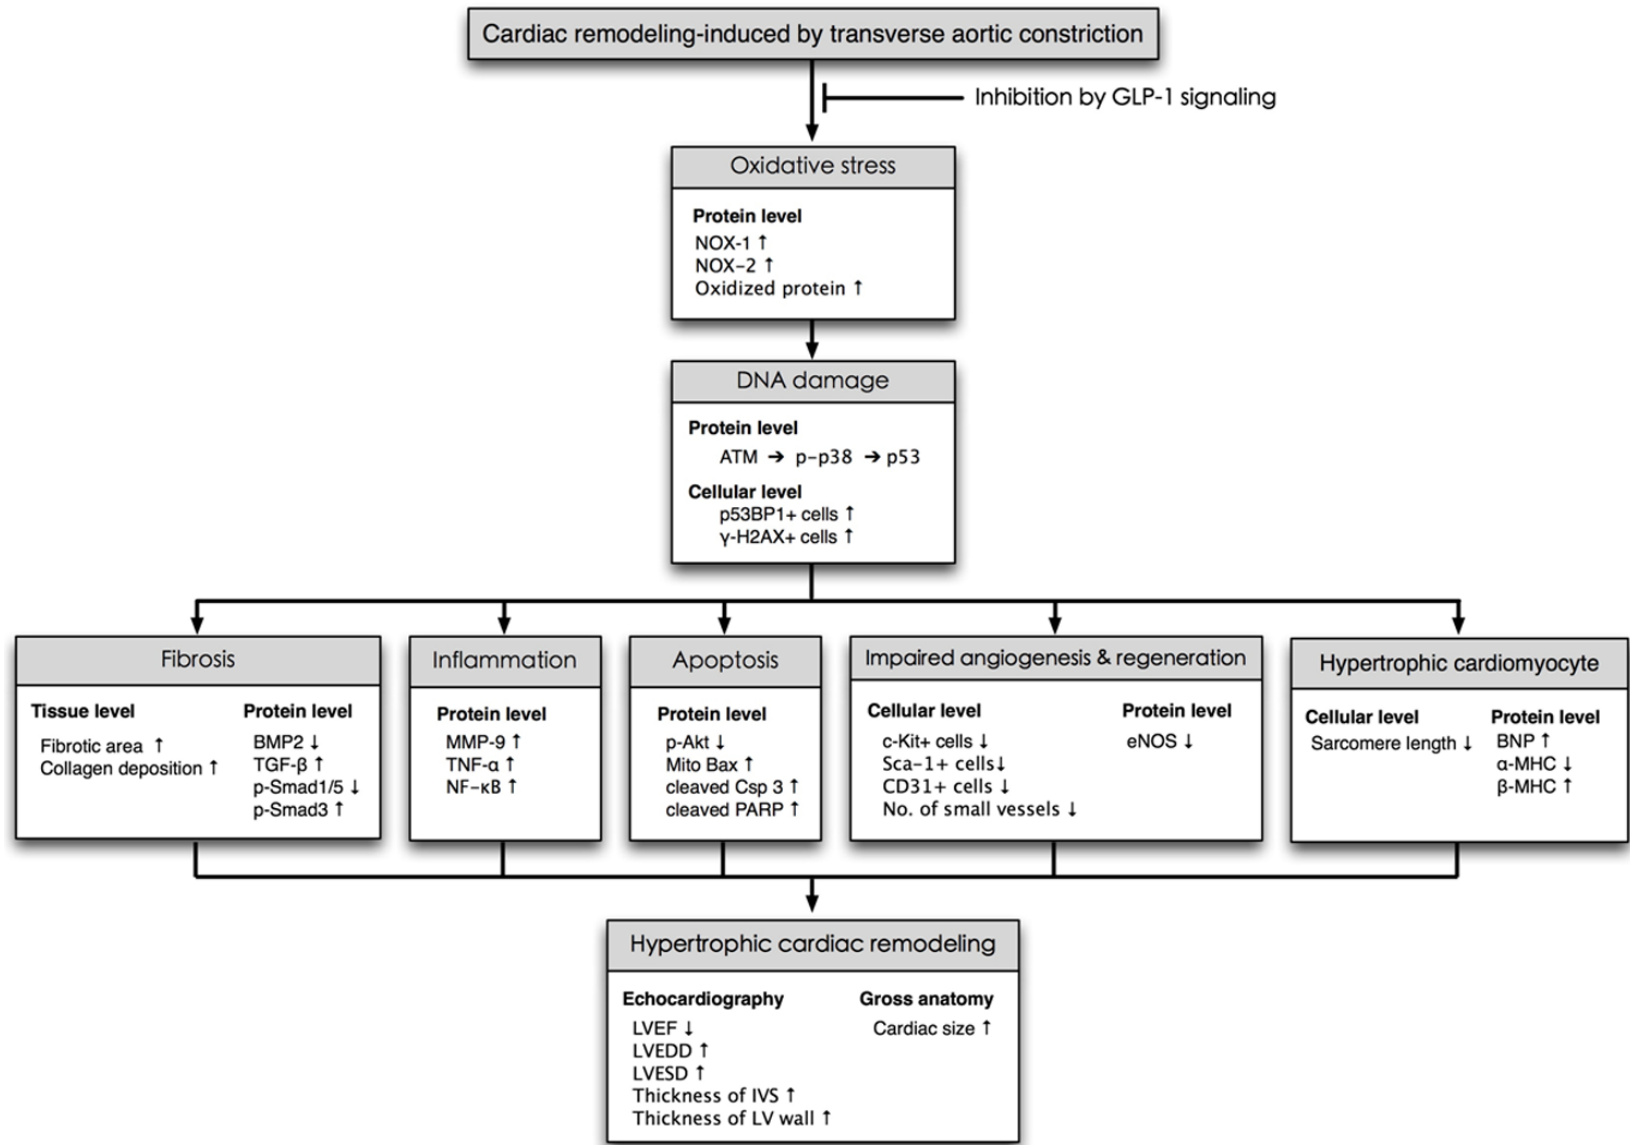 Cardiac remodeling-induced by transverse aortic constriction
Inhibition by GLP-1 signaling
Oxidative stress
Protein level
NOX-1 ↑
NOX-2 ↑
Oxidized protein ↑
DNA damage
Protein level
ATM → p-p38 → p53
Cellular level
p53BP1+ cells ↑
γ-H2AX+ cells ↑
Fibrosis
Tissue level
Fibrotic area ↑
Collagen deposition ↑
Protein level
BMP2 ↓
TGF-β ↑
p-Smad1/5 ↓
p-Smad3 ↑
Inflammation
Protein level
MMP-9 ↑
TNF-α ↑
NF-κB ↑
Apoptosis
Protein level
p-Akt ↓
Mito Bax ↑
cleaved Csp 3 ↑
cleaved PARP ↑
Impaired angiogenesis & regeneration
Cellular level
c-Kit+ cells ↓
Sca-1+ cells↓
CD31+ cells ↓
No. of small vessels ↓
Protein level
eNOS ↓
Hypertrophic cardiomyocyte
Cellular level
Sarcomere length ↓
Protein level
BNP ↑
α-MHC ↓
β-MHC ↑
Hypertrophic cardiac remodeling
Echocardiography
LVEF ↓
LVEDD ↑
LVESD ↑
Thickness of IVS ↑
Thickness of LV wall ↑
Gross anatomy
Cardiac size ↑